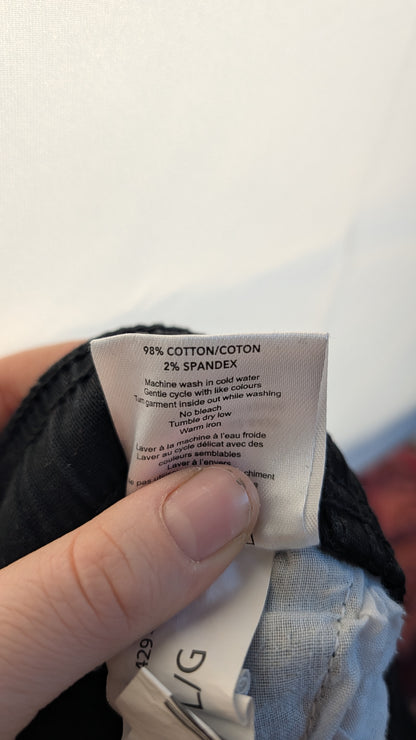 98% COTTON/COTON
2% SPANDEX
Machine wash in cold water
Gentle cycle with like colours
Turn garment inside out while washing
No bleach
Tumble dry low
Warm iron
Laver à la machine à l'eau froide
Laver au cycle délicat avec des
couleurs semblables
Laver à l'envers
pas
L/G